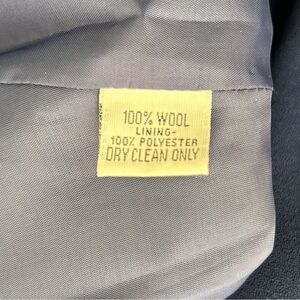 100% WOOL
LINING-
100% POLYESTER
DRY CLEAN ONLY